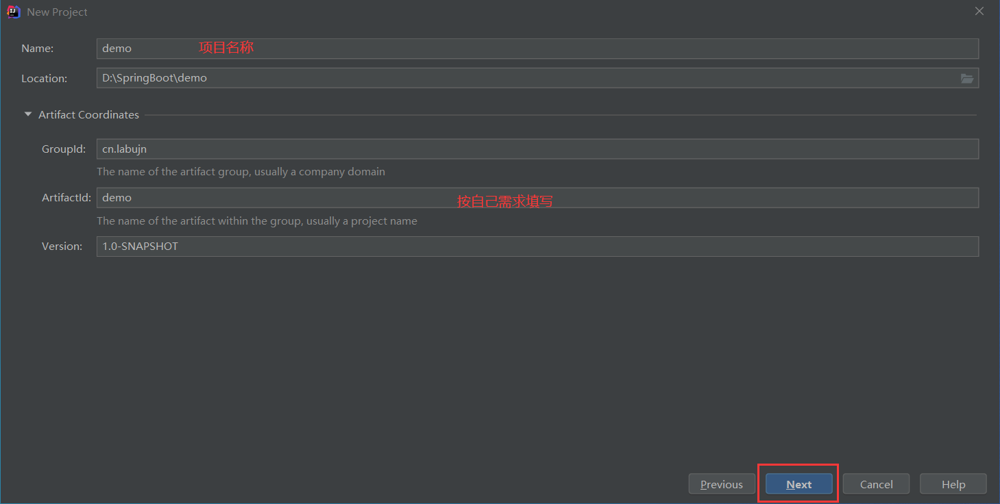 New Project
Name: demo 项目名称
Location: D:\SpringBoot\demo
Artifact Coordinates
GroupId: cn.labujn
The name of the artifact group, usually a company domain
ArtifactId: demo 按自己需求填写
The name of the artifact within the group, usually a project name
Version: 1.0-SNAPSHOT
Previous Next Cancel Help